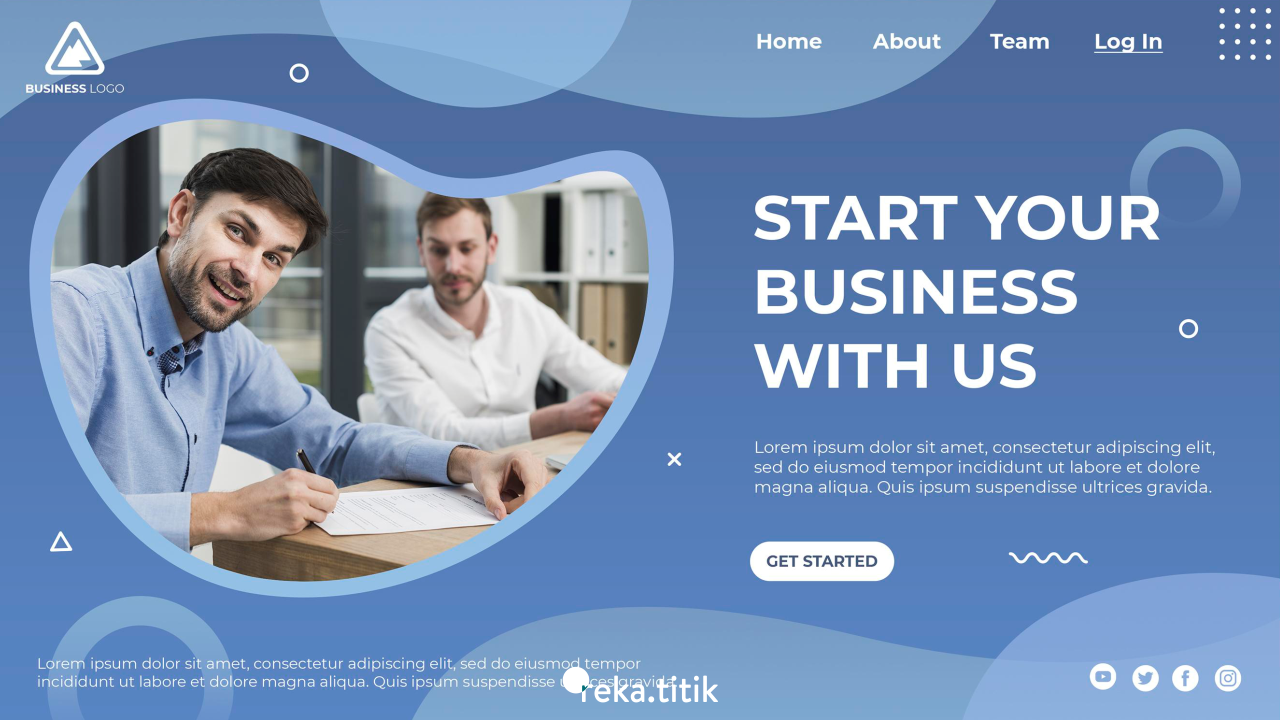 Home About Team Log In
BUSINESS LOGO
START YOUR
BUSINESS
WITH US
Lorem ipsum dolor sit amet, consectetur adipiscing elit,
sed do eiusmod tempor incididunt ut labore et dolore
magna aliqua. Quis ipsum suspendisse ultrices gravida.
GET STARTED
Lorem ipsum dolor sit amet, consectetur adipiscing elit, sed do eiusmod tempor
incididunt ut labore et dolore magna aliqua. Quis ipsum suspendisse gravida.
reka.titik